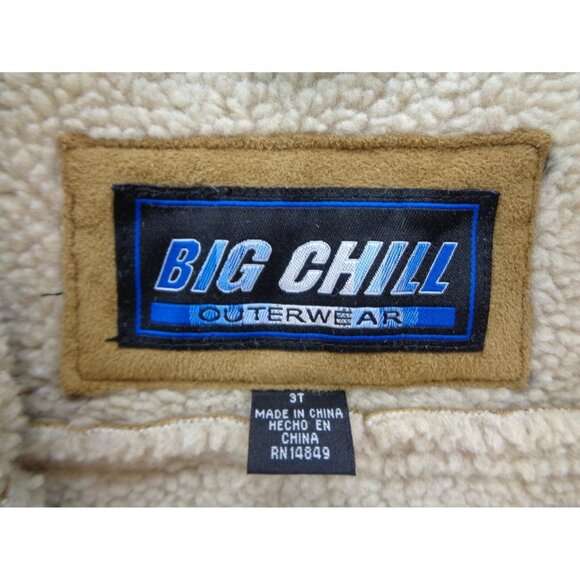 BIG CHILL
OUTERWEAR
3T
MADE IN CHINA
HECHO EN
CHINA
RN14849